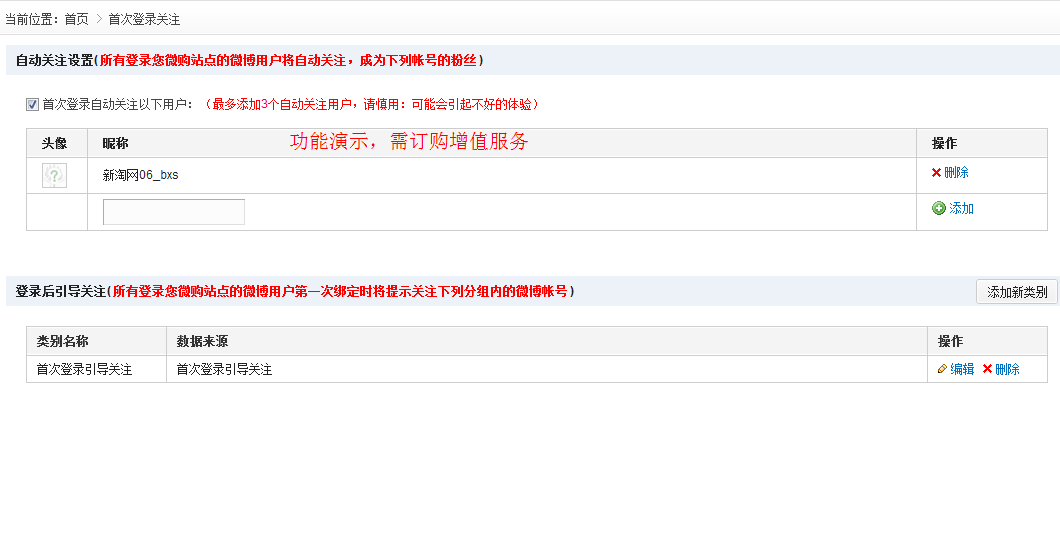 当前位置：首页 > 首次登录关注
自动关注设置(所有登录您微购站点的微博用户将自动关注，成为下列帐号的粉丝)
首次登录自动关注以下用户：（最多添加3个自动关注用户，请慎用：可能会引起不好的体验）
头像 昵称 功能演示，需订购增值服务 操作
? 新淘网06_bxs 删除
添加
登录后引导关注(所有登录您微购站点的微博用户第一次绑定时将提示关注下列分组内的微博帐号) 添加新类别
类别名称 数据来源 操作
首次登录引导关注 首次登录引导关注 编辑 删除